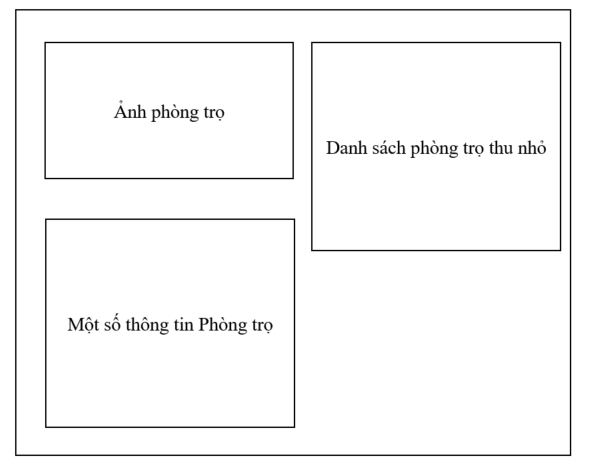 Ảnh phòng trọ
Danh sách phòng trọ thu nhỏ
Một số thông tin Phòng trọ